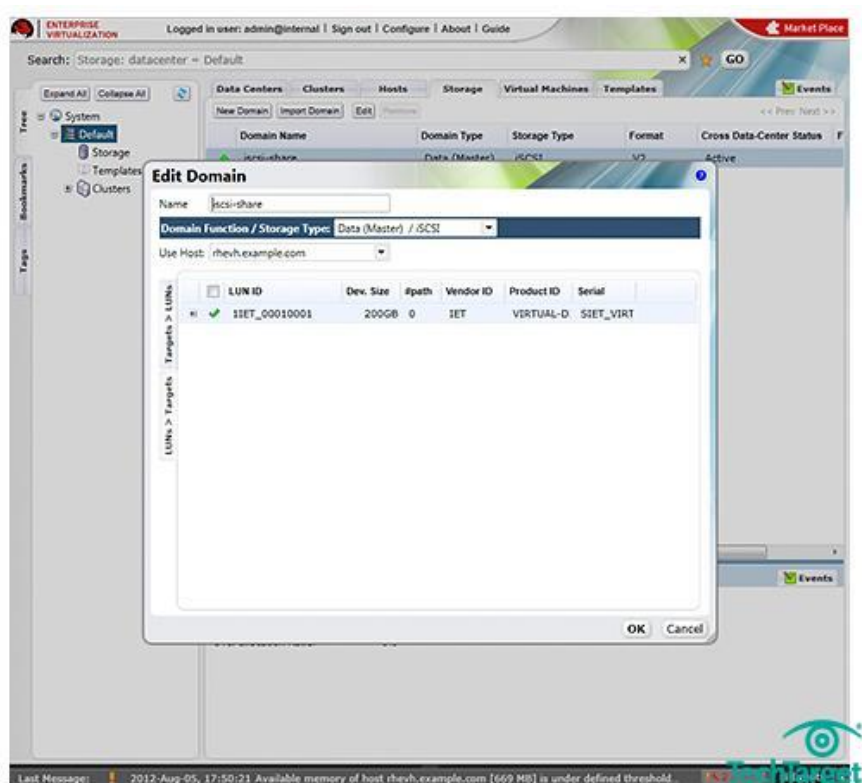 ENTERPRISE
VIRTUALIZATION
Logged in user: admin@internal | Sign out | Configure | About | Guide
Market Place
Search: Storage: datacenter = Default
× GO
Expand All Collapse All
Data Centers Clusters Hosts Storage Virtual Machines Templates Events
New Domain Import Domain Edit Remove << Prev Next >>
Domain Name Domain Type Storage Type Format Cross Data-Center Status F
iscsi-share Data (Master) iSCSI V2 Active
Tree
Bookmarks
Tags
System
Default
Storage
Templates
Clusters
Edit Domain
Name iscsi-share
Domain Function / Storage Type: Data (Master) / iSCSI
Use Host: rhevh.example.com
Targets > LUNs
LUNs > Targets
LUN ID Dev. Size #path Vendor ID Product ID Serial
1IET_00010001 200GB 0 IET VIRTUAL-D SIET_VIRT
OK Cancel
Events
Last Message: 2012-Aug-05, 17:50:21 Available memory of host rhevh.example.com [669 MB] is under defined threshold
TechTarget